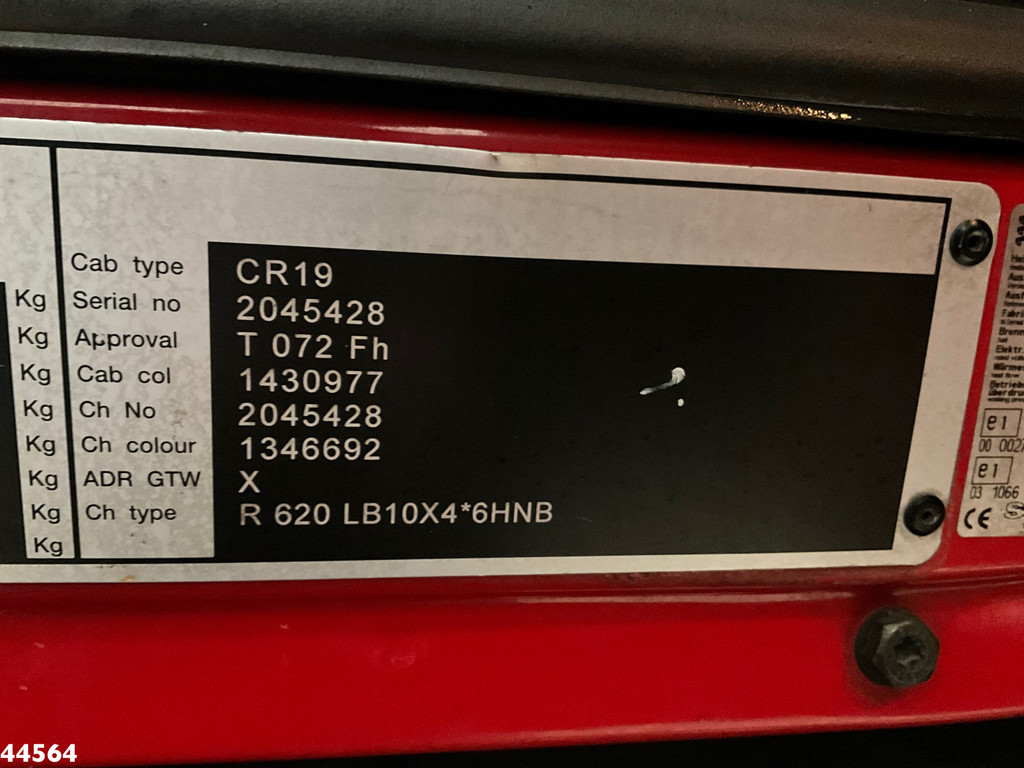 Cab type CR19
Kg Serial no 2045428
Kg Approval T 072 Fh
Kg Cab col 1430977
Kg Ch No 2045428
Kg Ch colour 1346692
Kg ADR GTW X
Kg Ch type R 620 LB10X4*6HNB
Kg
e1
e1
03 1066
CE
44564